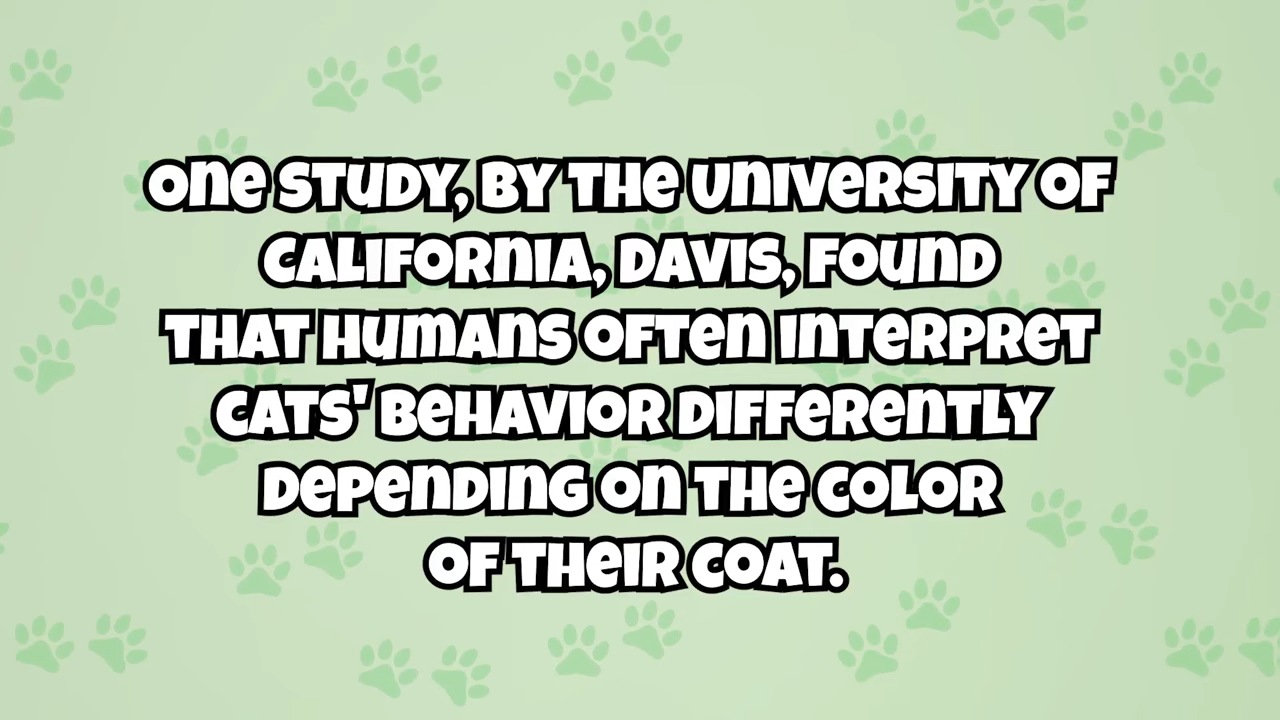 One study, by the University of
California, Davis, found
that humans often interpret
cats' behavior differently
depending on the color
of their coat.